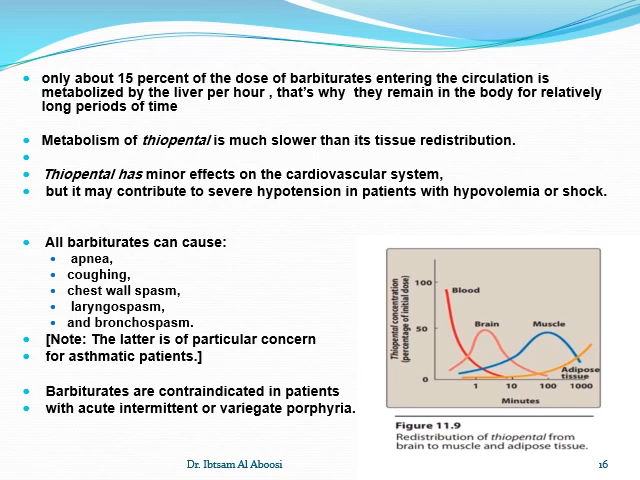 only about 15 percent of the dose of barbiturates entering the circulation is
metabolized by the liver per hour , that's why they remain in the body for relatively
long periods of time
Metabolism of thiopental is much slower than its tissue redistribution.
Thiopental has minor effects on the cardiovascular system,
but it may contribute to severe hypotension in patients with hypovolemia or shock.
All barbiturates can cause:
apnea,
coughing,
chest wall spasm,
laryngospasm,
and bronchospasm.
[Note: The latter is of particular concern
for asthmatic patients.]
Barbiturates are contraindicated in patients
with acute intermittent or variegate porphyria.
Thiopental concentration
(percentage of initial dose)
100
50
0
Blood
Brain
Muscle
Adipose
tissue
1 10 100 1000
Minutes
Figure 11.9
Redistribution of thiopental from
brain to muscle and adipose tissue.
Dr. Ibtsam Al Aboosi
16